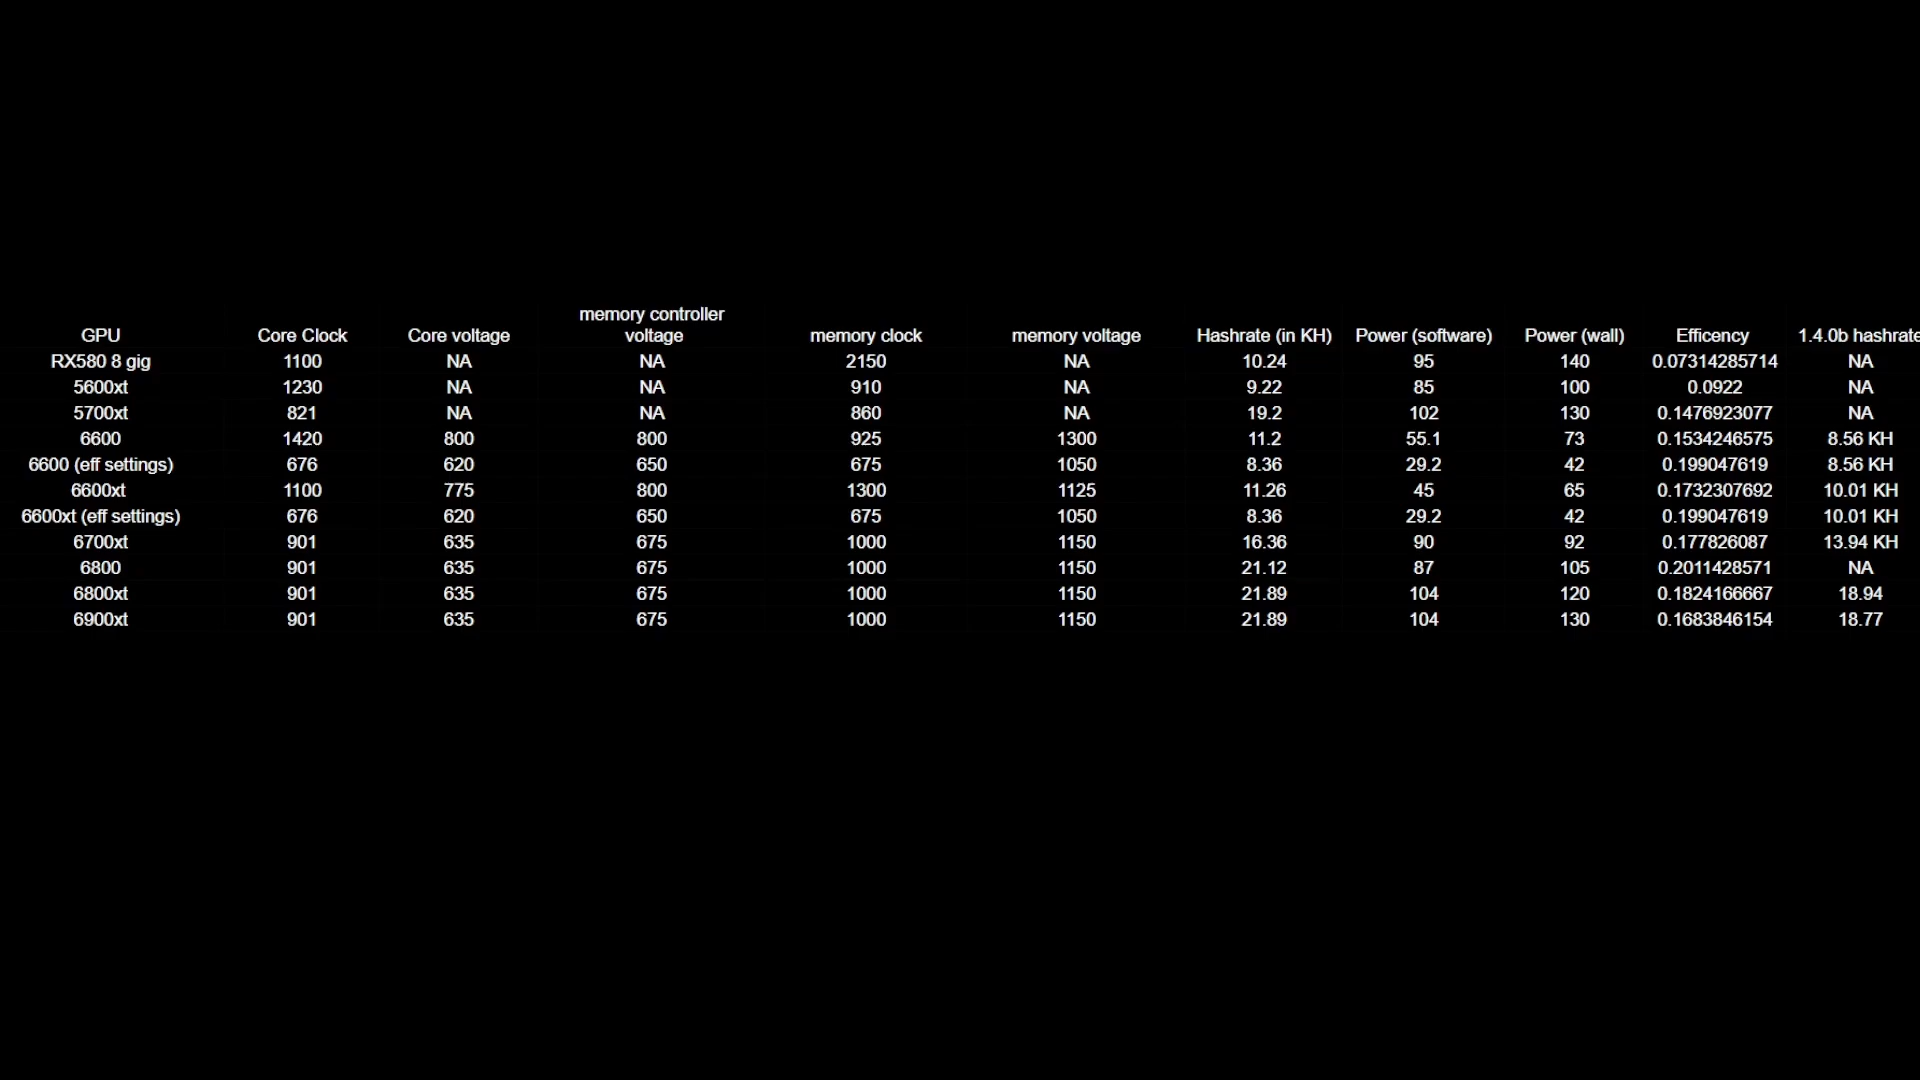 GPU Core Clock Core voltage memory controller voltage memory clock memory voltage Hashrate (in KH) Power (software) Power (wall) Efficency 1.4.0b hashrate
RX580 8 gig 1100 NA NA 2150 NA 10.24 95 140 0.07314285714 NA
5600xt 1230 NA NA 910 NA 9.22 85 100 0.0922 NA
5700xt 821 NA NA 860 NA 19.2 102 130 0.1476923077 NA
6600 1420 800 800 925 1300 11.2 55.1 73 0.1534246575 8.56 KH
6600 (eff settings) 676 620 650 675 1050 8.36 29.2 42 0.199047619 8.56 KH
6600xt 1100 775 800 1300 1125 11.26 45 65 0.1732307692 10.01 KH
6600xt (eff settings) 676 620 650 675 1050 8.36 29.2 42 0.199047619 10.01 KH
6700xt 901 635 675 1000 1150 16.36 90 92 0.177826087 13.94 KH
6800 901 635 675 1000 1150 21.12 87 105 0.2011428571 NA
6800xt 901 635 675 1000 1150 21.89 104 120 0.1824166667 18.94
6900xt 901 635 675 1000 1150 21.89 104 130 0.1683846154 18.77